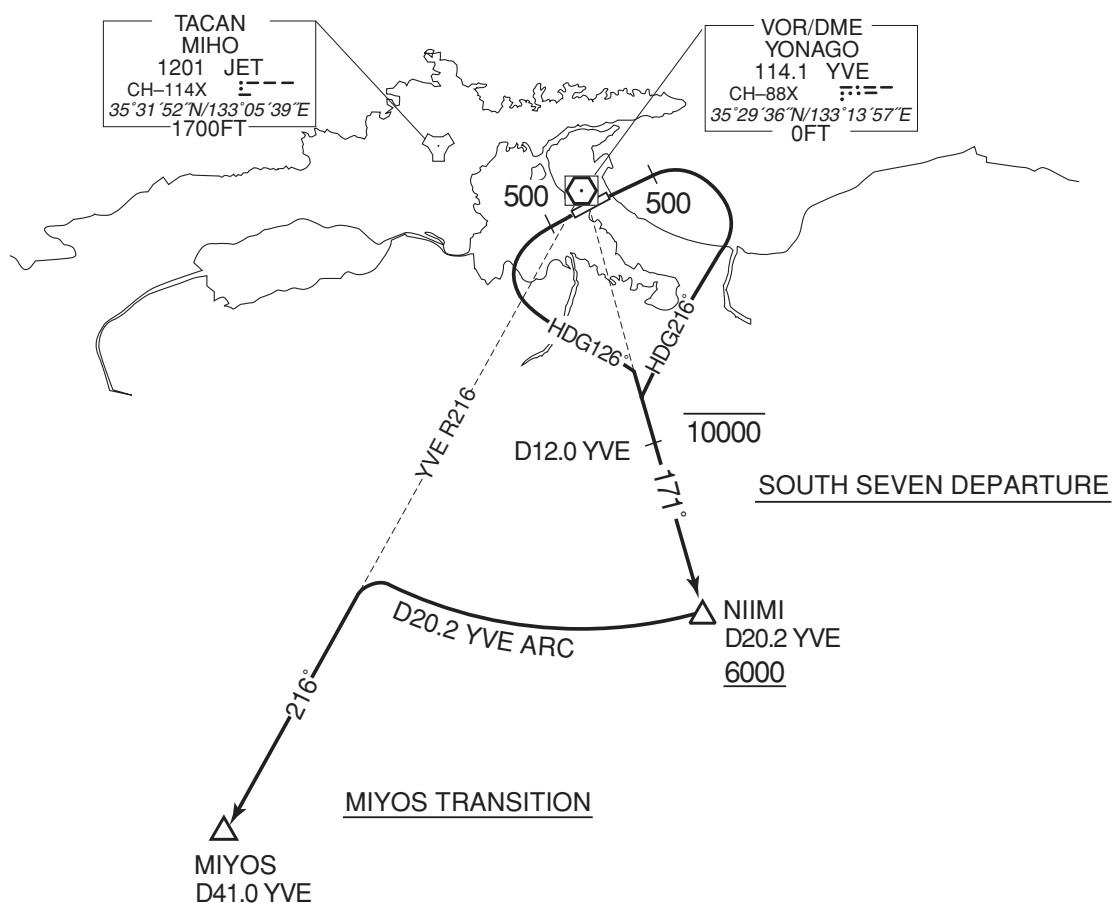 TACAN
MIHO
1201 JET
CH–114X
35°31´52˝N/133°05´39˝E
1700FT
VOR/DME
YONAGO
114.1 YVE
CH–88X
35°29´36˝N/133°13´57˝E
0FT
500
500
HDG126°
HDG216°
YVE R216
10000
D12.0 YVE
171°
SOUTH SEVEN DEPARTURE
NIIMI
D20.2 YVE
6000
D20.2 YVE ARC
216°
MIYOS TRANSITION
MIYOS
D41.0 YVE